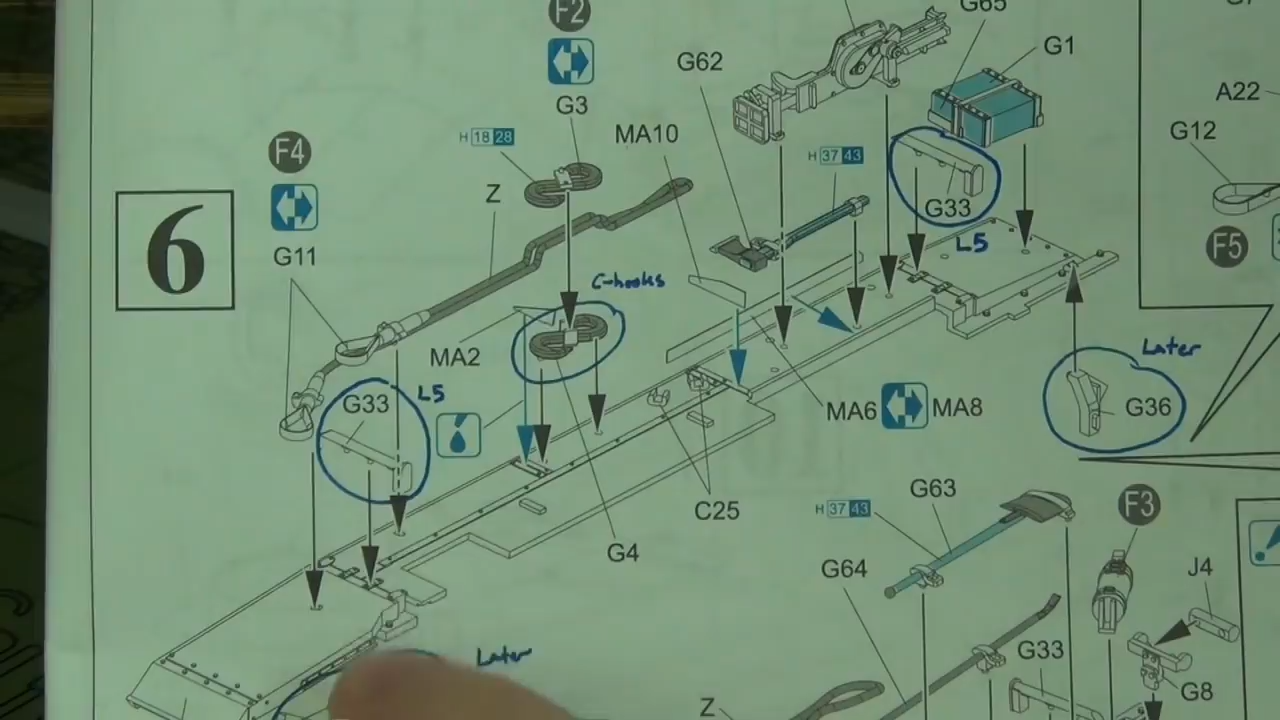 F2
G65
G1
G62
G3
A22
MA10
H 18 28
G12
F4
H 37 43
Z
G33
6
F5
G11
L5
C-hooks
MA2
Later
L5
G33
MA6
MA8
G36
G63
C25
H 37 43
F3
G4
G64
J4
Later
G33
G8
Z